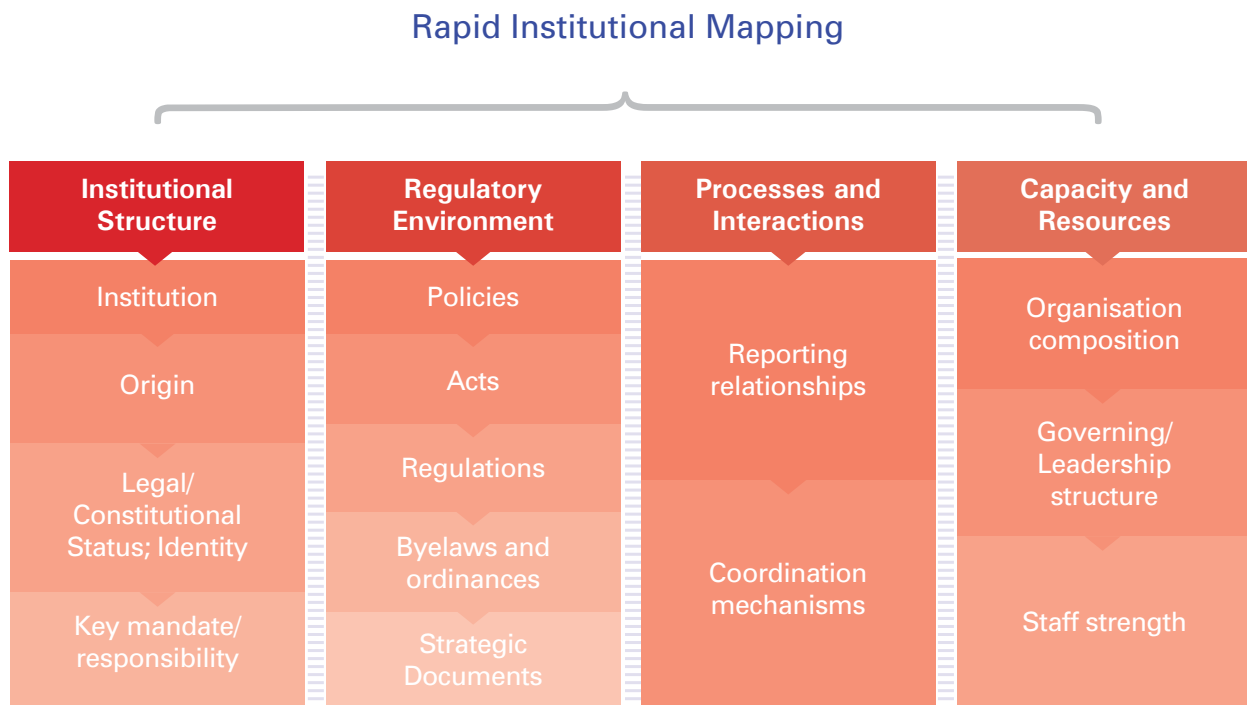 Rapid Institutional Mapping
Institutional
Structure
Institution
Origin
Legal/
Constitutional
Status; Identity
Key mandate/
responsibility
Regulatory
Environment
Policies
Acts
Regulations
Byelaws and
ordinances
Strategic
Documents
Processes and
Interactions
Reporting
relationships
Coordination
mechanisms
Capacity and
Resources
Organisation
composition
Governing/
Leadership
structure
Staff strength